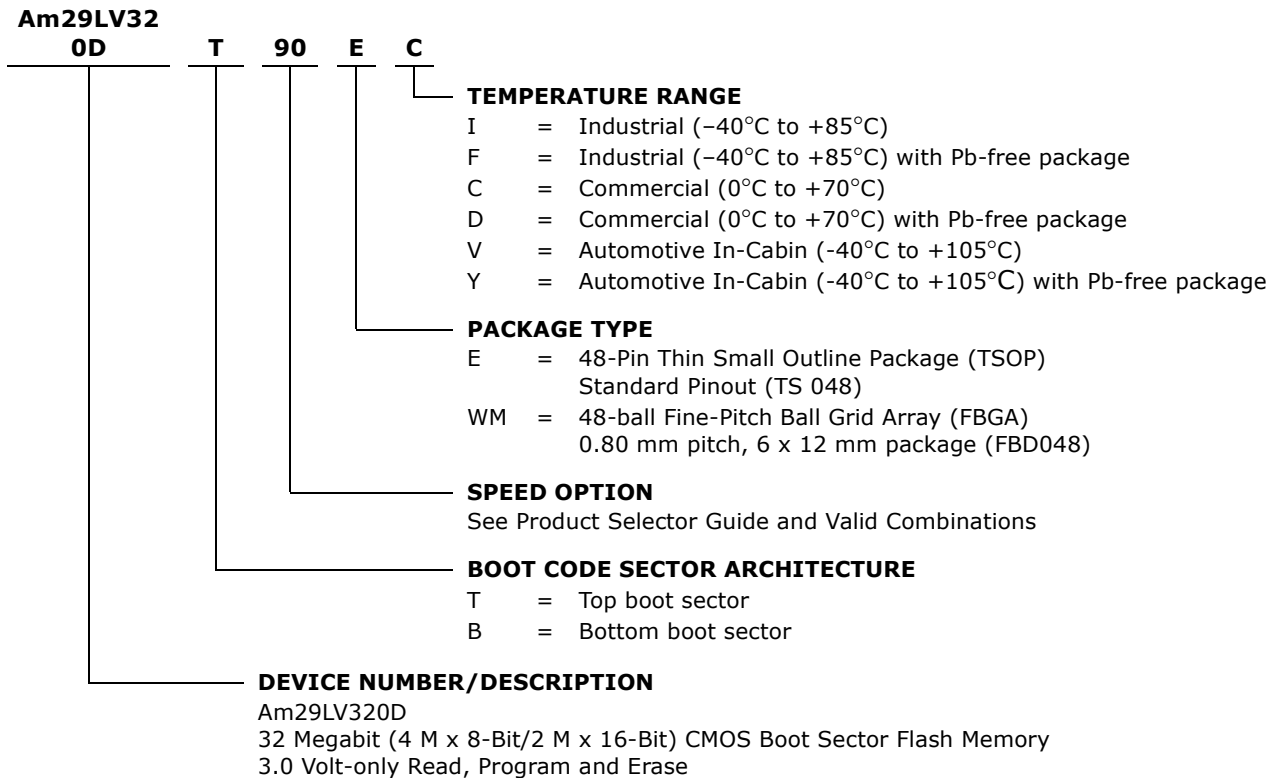 Am29LV32
0D T 90 E C
TEMPERATURE RANGE
I = Industrial (–40°C to +85°C)
F = Industrial (–40°C to +85°C) with Pb-free package
C = Commercial (0°C to +70°C)
D = Commercial (0°C to +70°C) with Pb-free package
V = Automotive In-Cabin (-40°C to +105°C)
Y = Automotive In-Cabin (-40°C to +105°C) with Pb-free package
PACKAGE TYPE
E = 48-Pin Thin Small Outline Package (TSOP)
Standard Pinout (TS 048)
WM = 48-ball Fine-Pitch Ball Grid Array (FBGA)
0.80 mm pitch, 6 x 12 mm package (FBD048)
SPEED OPTION
See Product Selector Guide and Valid Combinations
BOOT CODE SECTOR ARCHITECTURE
T = Top boot sector
B = Bottom boot sector
DEVICE NUMBER/DESCRIPTION
Am29LV320D
32 Megabit (4 M x 8-Bit/2 M x 16-Bit) CMOS Boot Sector Flash Memory
3.0 Volt-only Read, Program and Erase